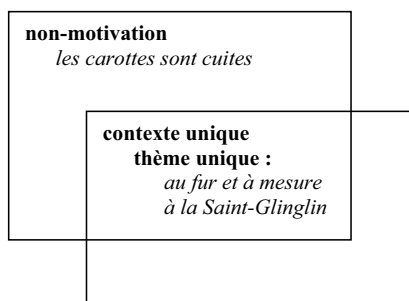 non-motivation
les carottes sont cuites
contexte unique
thème unique :
au fur et à mesure
à la Saint-Glinglin